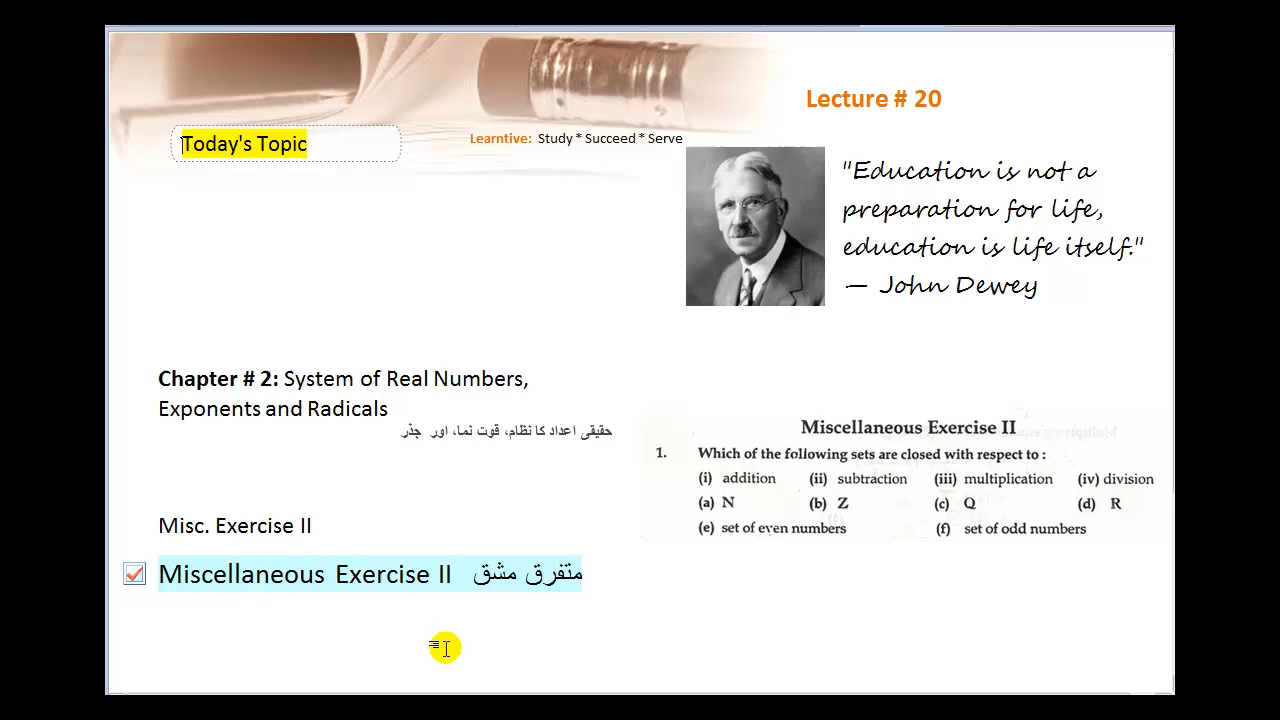 Lecture # 20
Today's Topic
Learntive: Study * Succeed * Serve
"Education is not a
preparation for life,
education is life itself."
― John Dewey
Chapter # 2: System of Real Numbers,
Exponents and Radicals
حقیقی اعداد کا نظام، قوت نما، اور جذر
Miscellaneous Exercise II
1. Which of the following sets are closed with respect to :
(i) addition (ii) subtraction (iii) multiplication (iv) division
(a) N (b) Z (c) Q (d) R
(e) set of even numbers (f) set of odd numbers
Misc. Exercise II
Miscellaneous Exercise II متفرق مشق